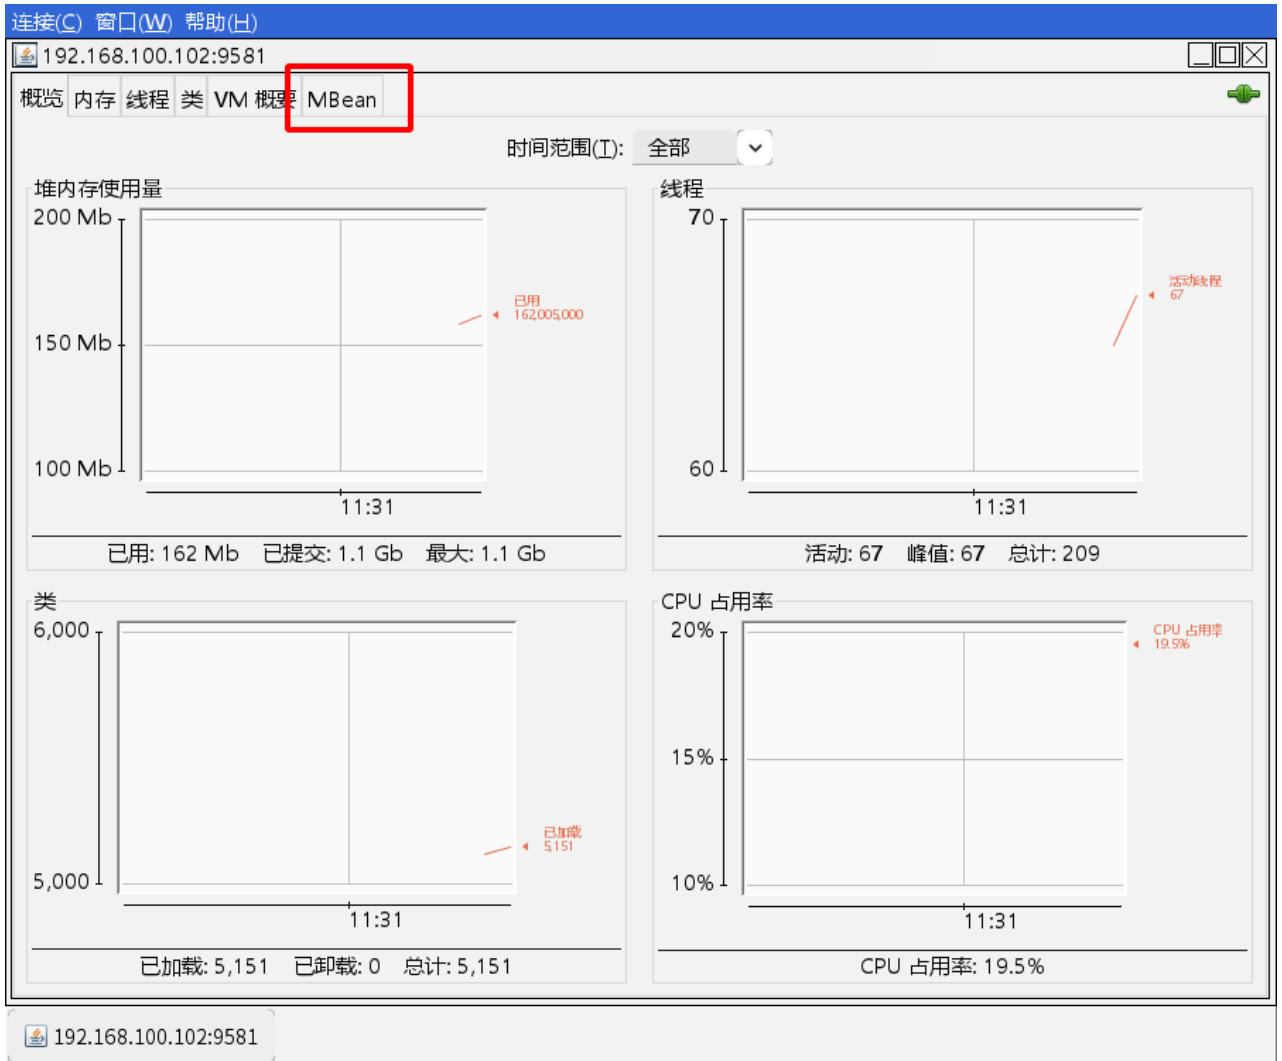 连接(C) 窗口(W) 帮助(H)
192.168.100.102:9581
概览 内存 线程 类 VM 概要 MBean
时间范围(T): 全部
堆内存使用量
200 Mb
150 Mb
100 Mb
已用
162,005,000
11:31
已用: 162 Mb 已提交: 1.1 Gb 最大: 1.1 Gb
线程
70
60
活动线程
67
11:31
活动: 67 峰值: 67 总计: 209
类
6,000
5,000
已加载
5,151
11:31
已加载: 5,151 已卸载: 0 总计: 5,151
CPU 占用率
20%
15%
10%
CPU 占用率
19.5%
11:31
CPU 占用率: 19.5%
192.168.100.102:9581